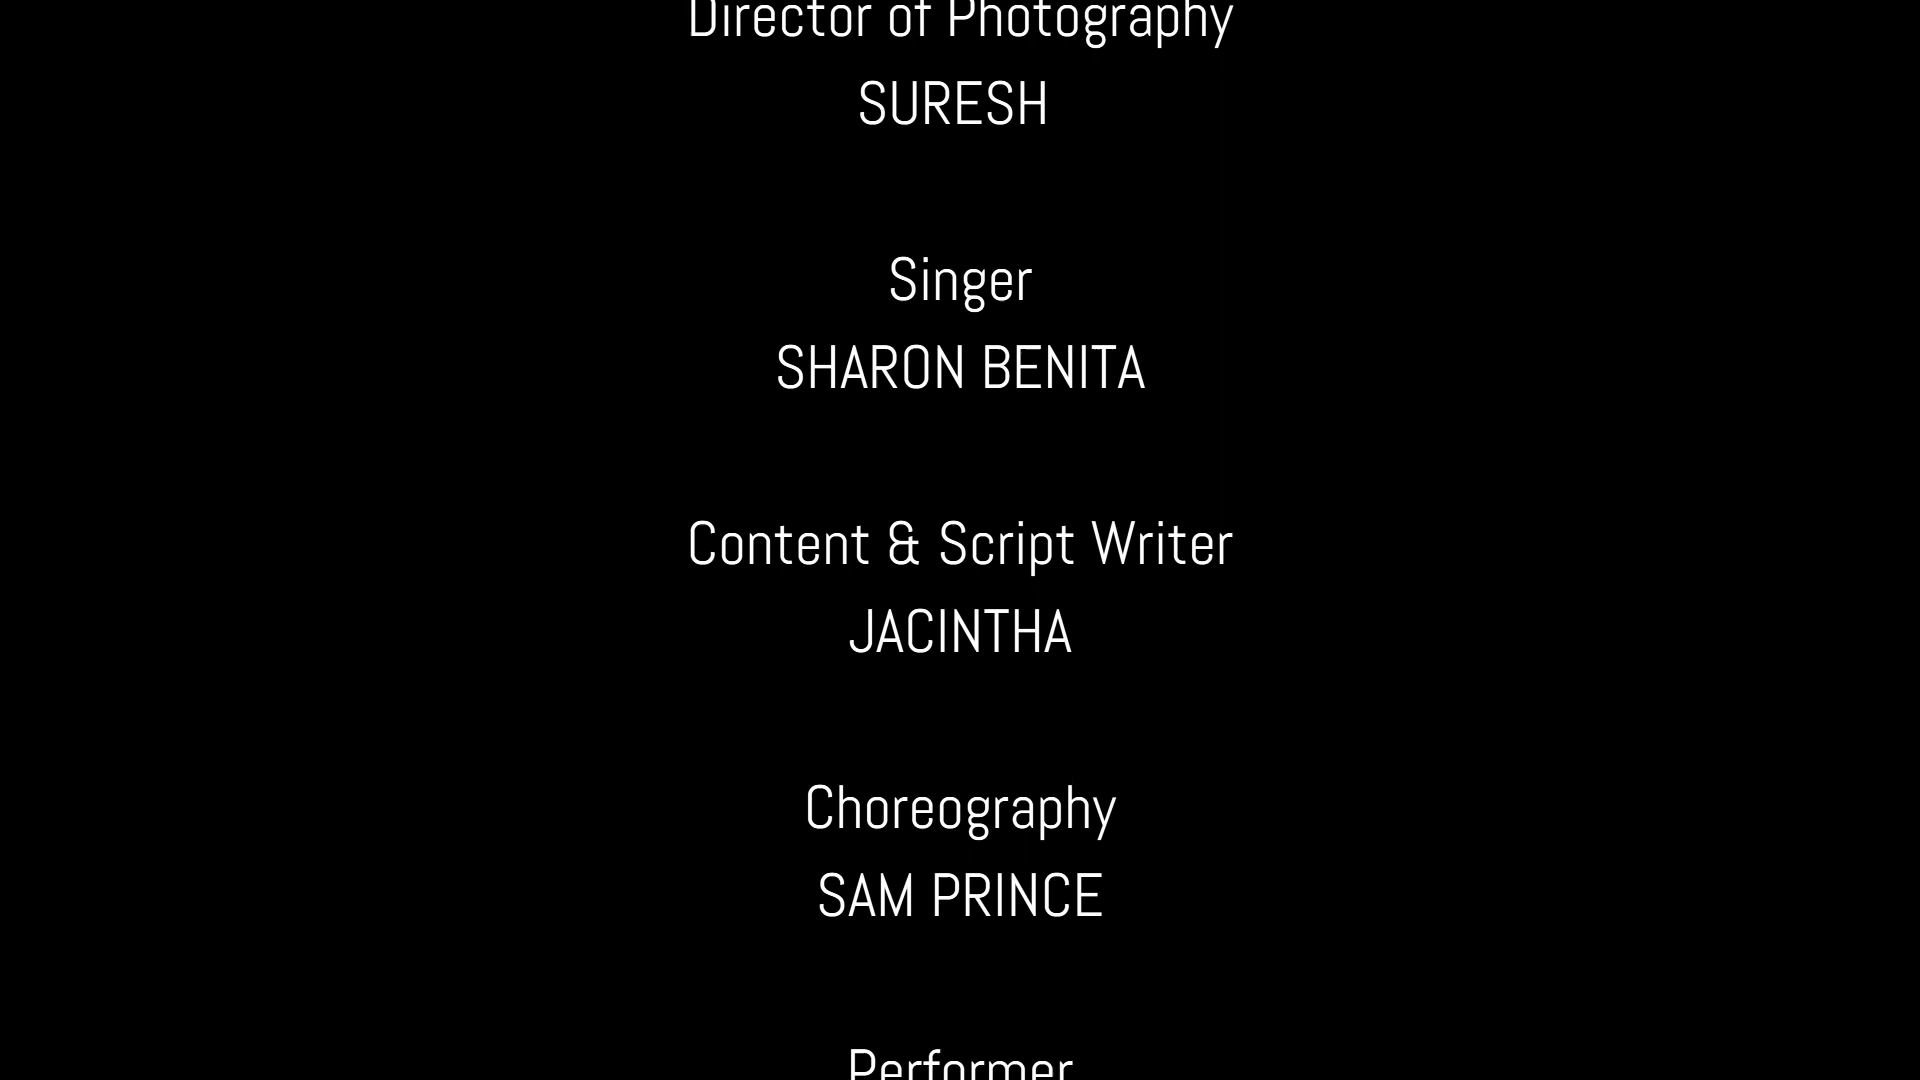 Director of Photography
SURESH
Singer
SHARON BENITA
Content & Script Writer
JACINTHA
Choreography
SAM PRINCE
Performer